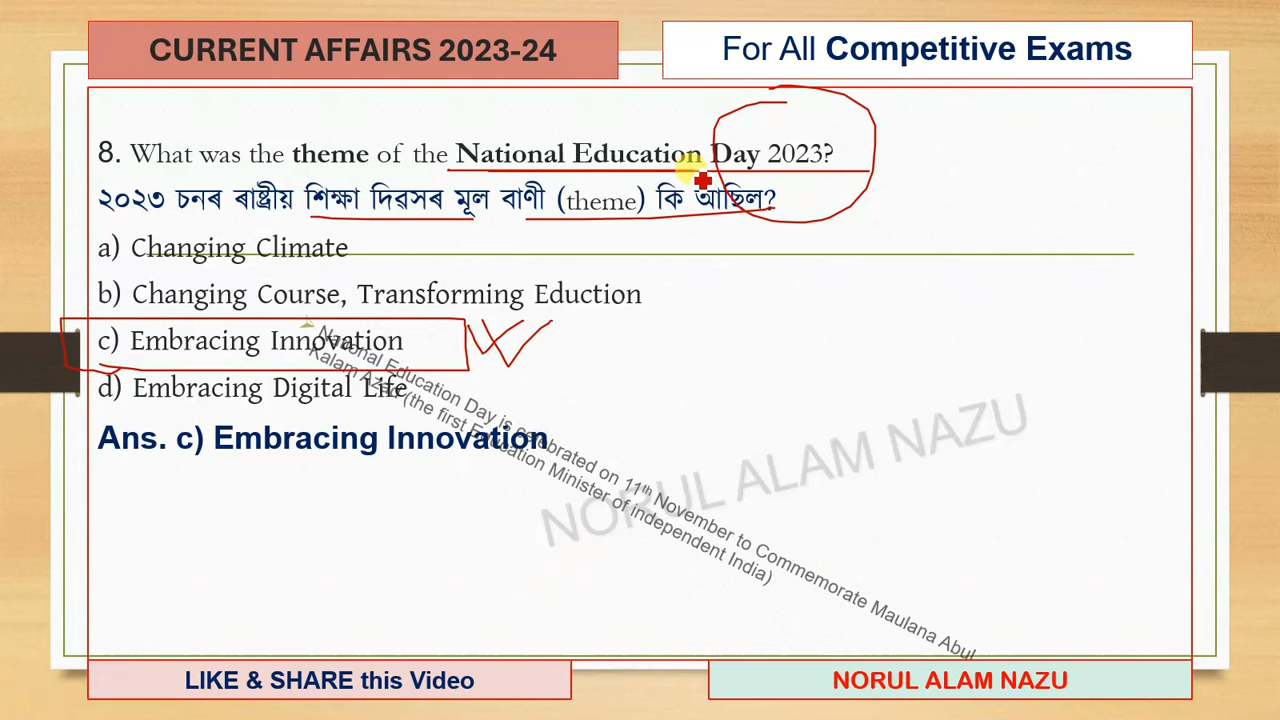 CURRENT AFFAIRS 2023-24
For All Competitive Exams
8. What was the theme of the National Education Day 2023?
২০২৩ চনৰ ৰাষ্ট্ৰীয় শিক্ষা দিৱসৰ মূল বাণী (theme) কি আছিল?
a) Changing Climate
b) Changing Course, Transforming Eduction
c) Embracing Innovation
d) Embracing Digital Life
Ans. c) Embracing Innovation
National Education Day is celebrated on 11th November to Commemorate Maulana Abul
Kalam Azad (the first Education Minister of independent India)
NORUL ALAM NAZU
LIKE & SHARE this Video
NORUL ALAM NAZU